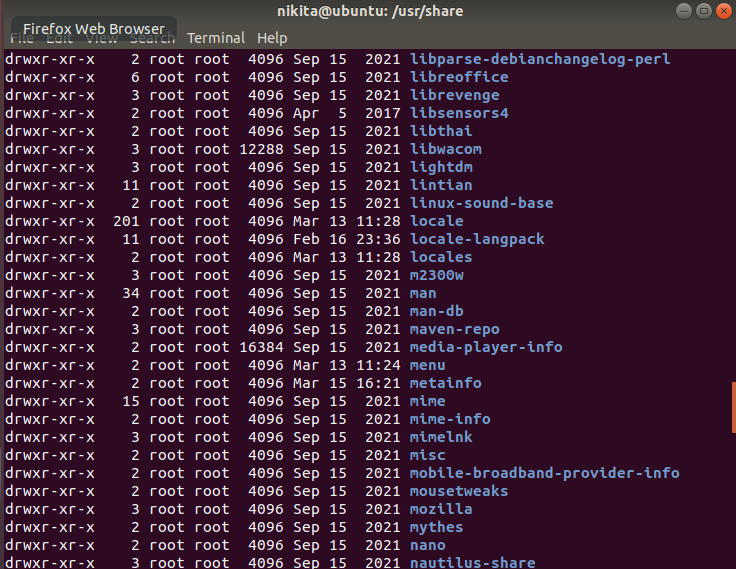 nikita@ubuntu: /usr/share
Firefox Web Browser
File Edit View Search Terminal Help
drwxr-xr-x    2 root root  4096 Sep 15  2021 libparse-debianchangelog-perl
drwxr-xr-x    6 root root  4096 Sep 15  2021 libreoffice
drwxr-xr-x    3 root root  4096 Sep 15  2021 librevenge
drwxr-xr-x    2 root root  4096 Apr  5  2017 libsensors4
drwxr-xr-x    2 root root  4096 Sep 15  2021 libthai
drwxr-xr-x    3 root root 12288 Sep 15  2021 libwacom
drwxr-xr-x    3 root root  4096 Sep 15  2021 lightdm
drwxr-xr-x   11 root root  4096 Sep 15  2021 lintian
drwxr-xr-x    2 root root  4096 Sep 15  2021 linux-sound-base
drwxr-xr-x  201 root root  4096 Mar 13 11:28 locale
drwxr-xr-x   11 root root  4096 Feb 16 23:36 locale-langpack
drwxr-xr-x    2 root root  4096 Mar 13 11:28 locales
drwxr-xr-x    3 root root  4096 Sep 15  2021 m2300w
drwxr-xr-x   34 root root  4096 Sep 15  2021 man
drwxr-xr-x    2 root root  4096 Sep 15  2021 man-db
drwxr-xr-x    3 root root  4096 Sep 15  2021 maven-repo
drwxr-xr-x    2 root root 16384 Sep 15  2021 media-player-info
drwxr-xr-x    2 root root  4096 Mar 13 11:24 menu
drwxr-xr-x    2 root root  4096 Mar 15 16:21 metainfo
drwxr-xr-x   15 root root  4096 Sep 15  2021 mime
drwxr-xr-x    2 root root  4096 Sep 15  2021 mime-info
drwxr-xr-x    3 root root  4096 Sep 15  2021 mimelnk
drwxr-xr-x    2 root root  4096 Sep 15  2021 misc
drwxr-xr-x    2 root root  4096 Sep 15  2021 mobile-broadband-provider-info
drwxr-xr-x    2 root root  4096 Sep 15  2021 mousetweaks
drwxr-xr-x    3 root root  4096 Sep 15  2021 mozilla
drwxr-xr-x    2 root root  4096 Sep 15  2021 mythes
drwxr-xr-x    2 root root  4096 Sep 15  2021 nano
drwxr-xr-x    3 root root  4096 Sep 15  2021 nautilus-share